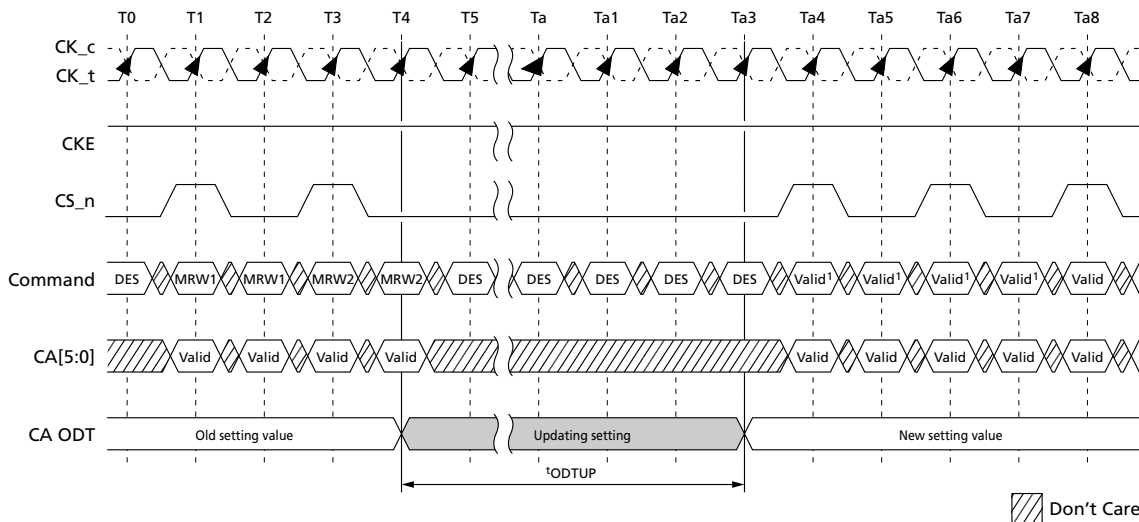 T0 T1 T2 T3 T4 T5 Ta Ta1 Ta2 Ta3 Ta4 Ta5 Ta6 Ta7 Ta8
CK_c
CK_t
CKE
CS_n
Command DES MRW1 MRW1 MRW2 MRW2 DES DES DES DES DES Valid¹ Valid¹ Valid¹ Valid¹ Valid
CA[5:0] Valid Valid Valid Valid Valid Valid Valid Valid Valid
CA ODT Old setting value Updating setting New setting value
ᵗODTUP
Don't Care